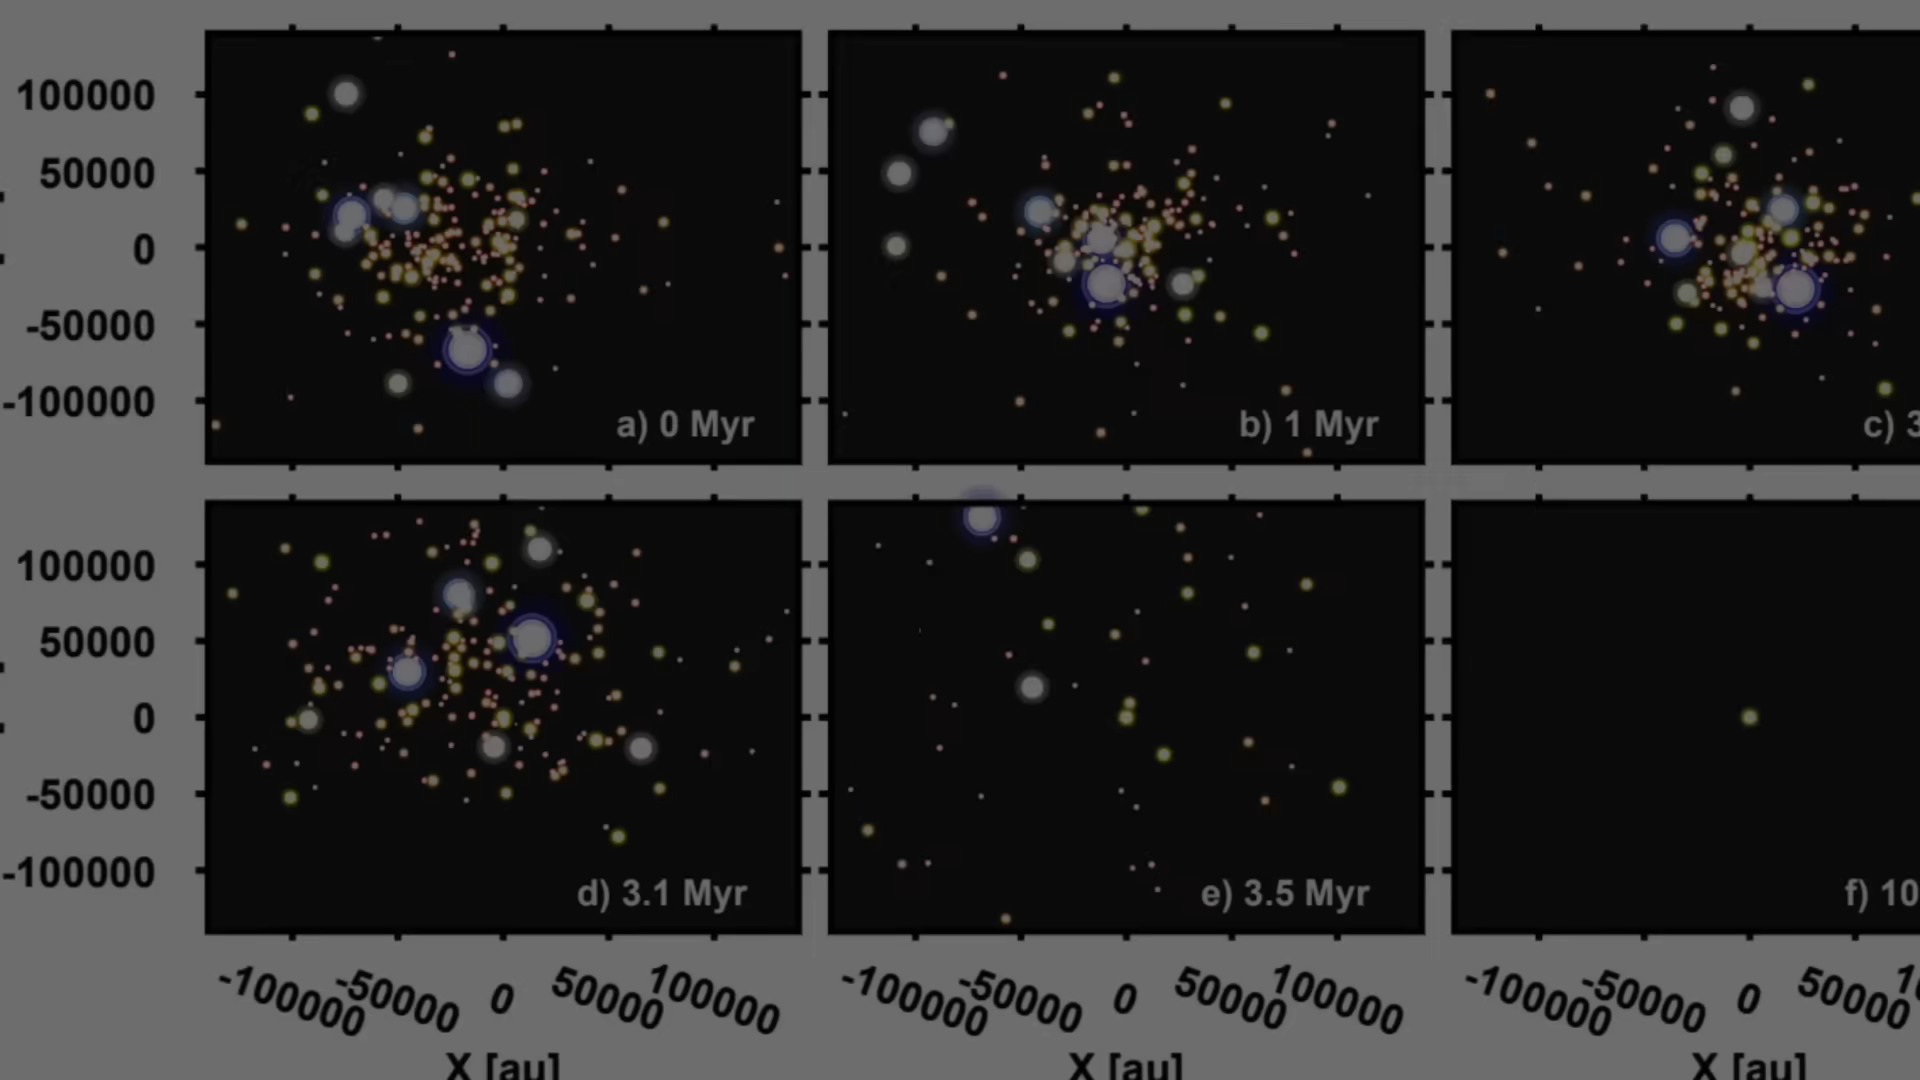 100000
50000
0
-50000
-100000
a) 0 Myr
b) 1 Myr
c) 3
100000
50000
0
-50000
-100000
d) 3.1 Myr
e) 3.5 Myr
f) 10
-100000 -50000 0 50000 100000
-100000 -50000 0 50000 100000
-100000 -50000 0 50000
X [au]
X [au]
X [au]